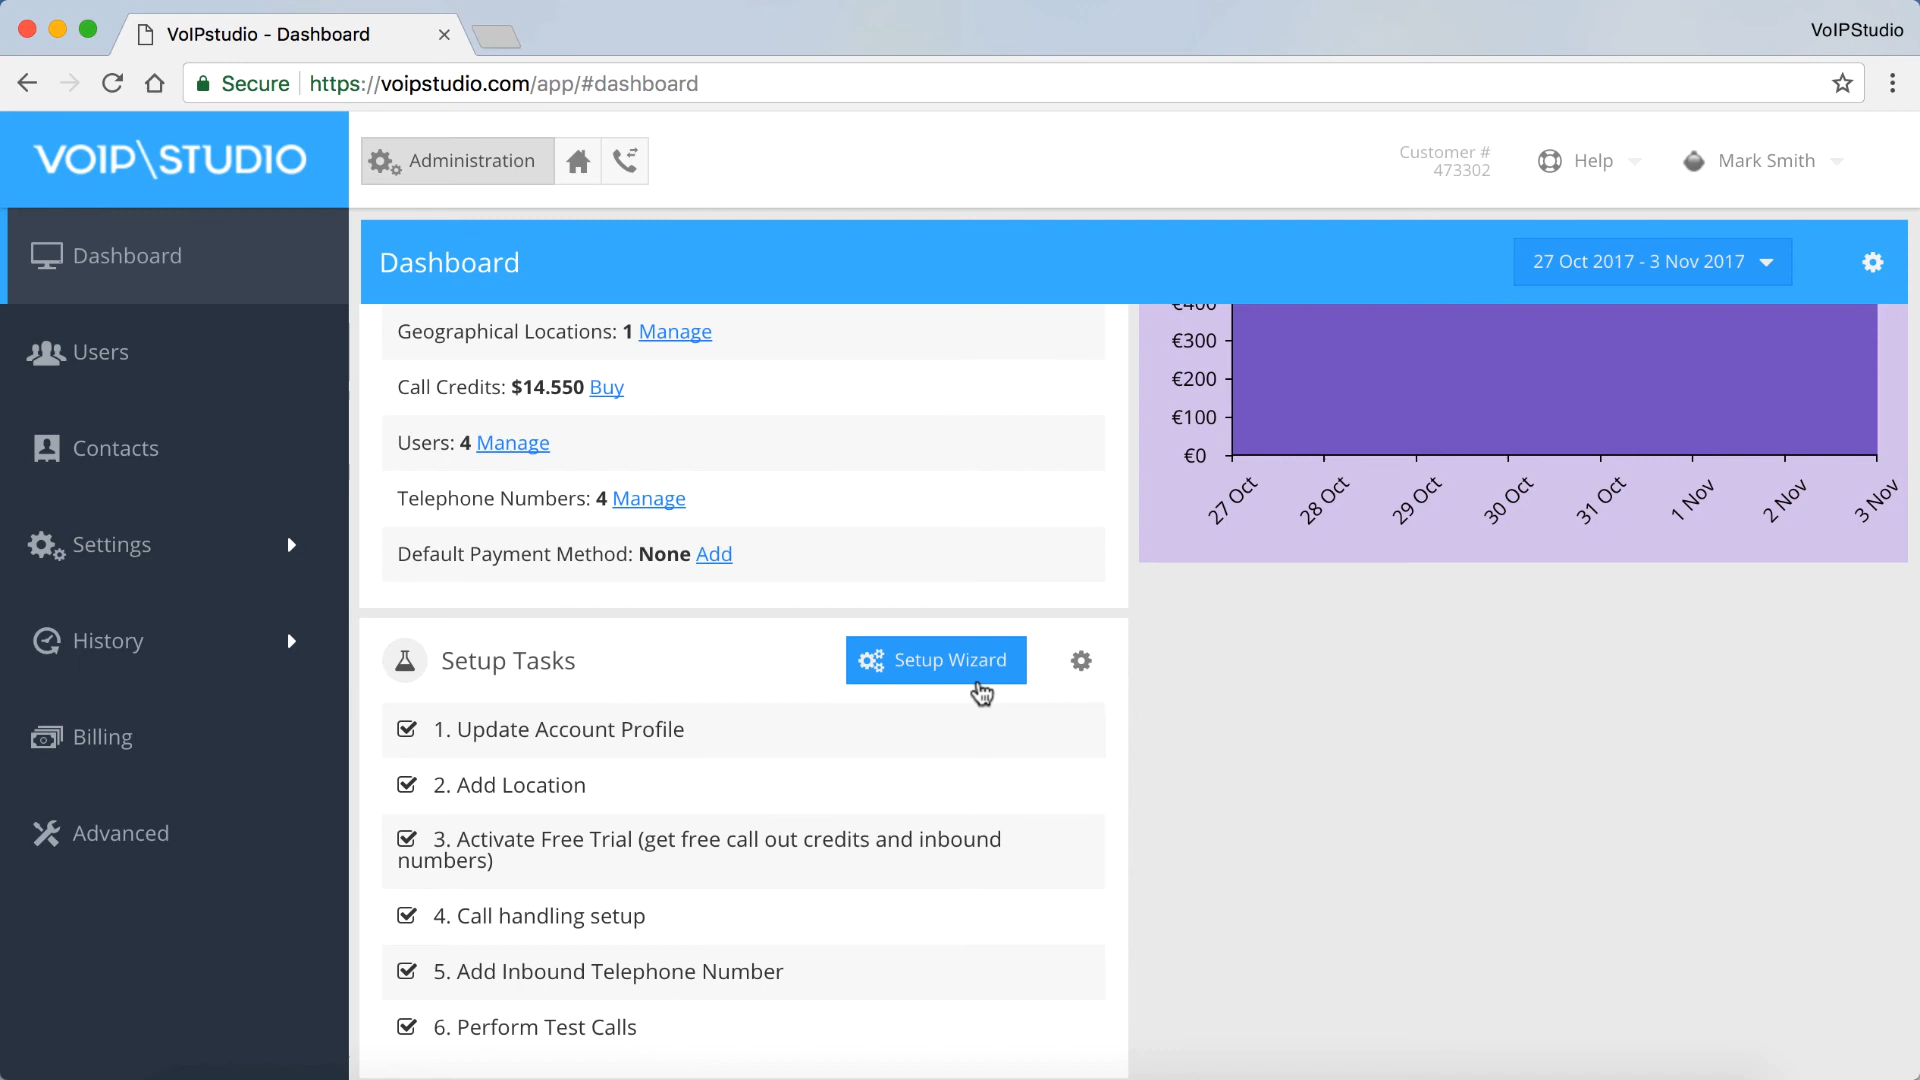 VoIPstudio - Dashboard
VoIPStudio
Secure
https://voipstudio.com/app/#dashboard
VOIP\STUDIO
Administration
Customer #
473302
Help
Mark Smith
Dashboard
Users
Contacts
Settings
History
Billing
Advanced
Dashboard
27 Oct 2017 - 3 Nov 2017
Geographical Locations: 1 Manage
Call Credits: $14.550 Buy
Users: 4 Manage
Telephone Numbers: 4 Manage
Default Payment Method: None Add
€400
€300
€200
€100
€0
27 Oct
28 Oct
29 Oct
30 Oct
31 Oct
1 Nov
2 Nov
3 Nov
Setup Tasks
Setup Wizard
1. Update Account Profile
2. Add Location
3. Activate Free Trial (get free call out credits and inbound
numbers)
4. Call handling setup
5. Add Inbound Telephone Number
6. Perform Test Calls